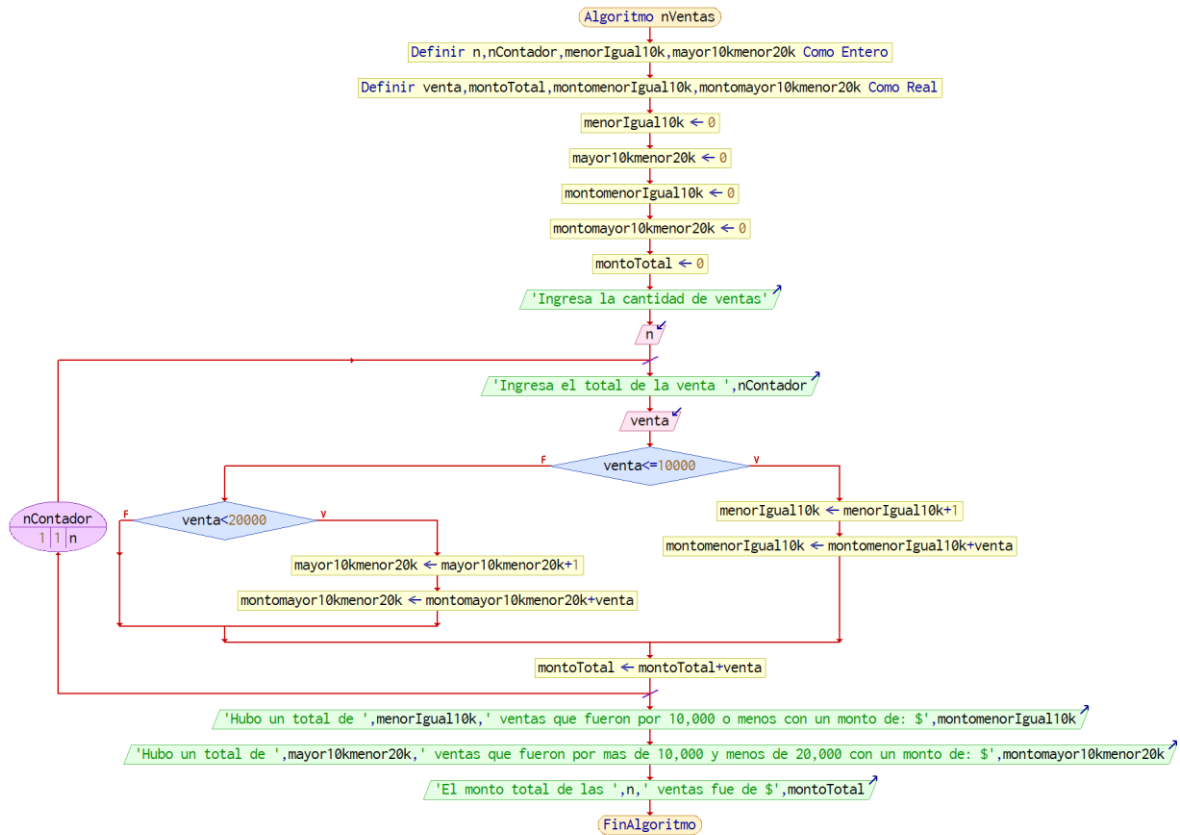 Algoritmo nVentas
Definir n,nContador,menorIgual10k,mayor10kmenor20k Como Entero
Definir venta,montoTotal,montomenorIgual10k,montomayor10kmenor20k Como Real
menorIgual10k ← 0
mayor10kmenor20k ← 0
montomenorIgual10k ← 0
montomayor10kmenor20k ← 0
montoTotal ← 0
'Ingresa la cantidad de ventas'
n
'Ingresa el total de la venta ',nContador
venta
F
venta<=10000
V
nContador
1 1 n
F
venta<20000
V
menorIgual10k ← menorIgual10k+1
montomenorIgual10k ← montomenorIgual10k+venta
mayor10kmenor20k ← mayor10kmenor20k+1
montomayor10kmenor20k ← montomayor10kmenor20k+venta
montoTotal ← montoTotal+venta
'Hubo un total de ',menorIgual10k,' ventas que fueron por 10,000 o menos con un monto de: $',montomenorIgual10k
'Hubo un total de ',mayor10kmenor20k,' ventas que fueron por mas de 10,000 y menos de 20,000 con un monto de: $',montomayor10kmenor20k
'El monto total de las ',n,' ventas fue de $',montoTotal
FinAlgoritmo